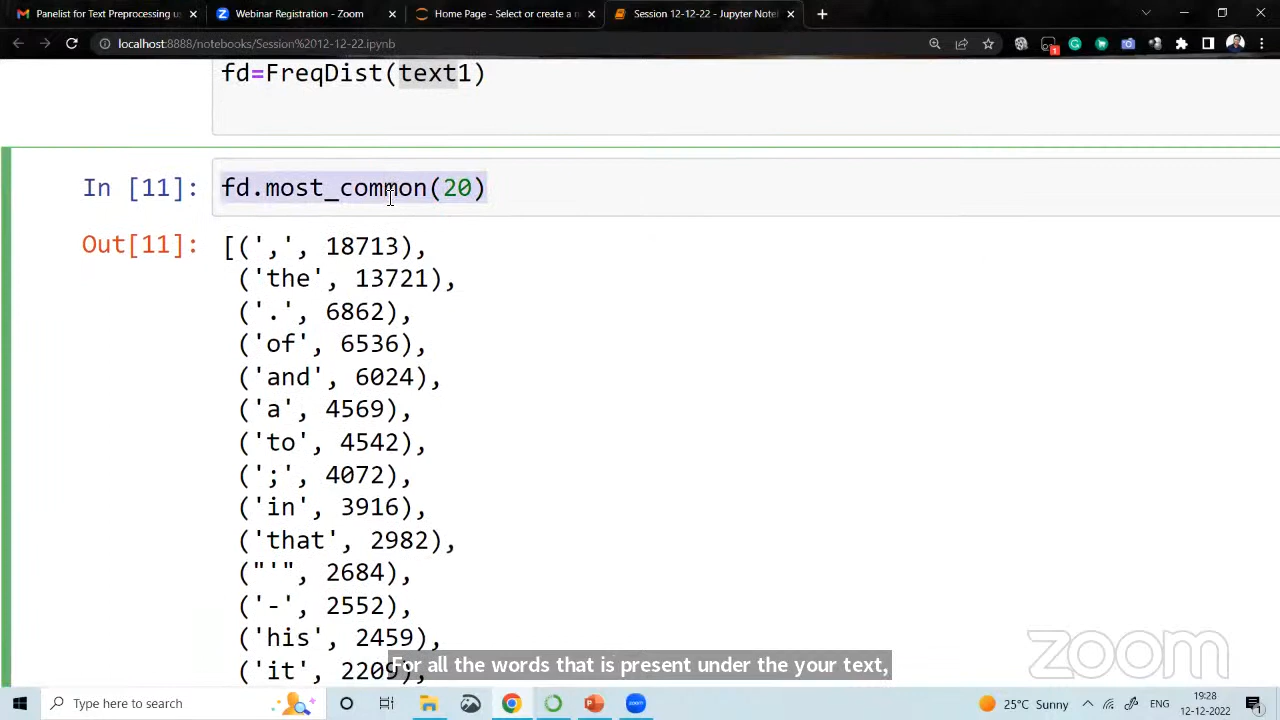 Panelist for Text Preprocessing us
Webinar Registration - Zoom
Home Page - Select or create a n
Session 12-12-22 - Jupyter Notel
localhost:8888/notebooks/Session%2012-12-22.ipynb
fd=FreqDist(text1)
In [11]: fd.most_common(20)
Out[11]: [(',', 18713),
('the', 13721),
('.', 6862),
('of', 6536),
('and', 6024),
('a', 4569),
('to', 4542),
(';', 4072),
('in', 3916),
('that', 2982),
("'", 2684),
('-', 2552),
('his', 2459),
('it', 2209),
For all the words that is present under the your text,
zoom
Type here to search
25°C Sunny
ENG
19:28
12-12-2022